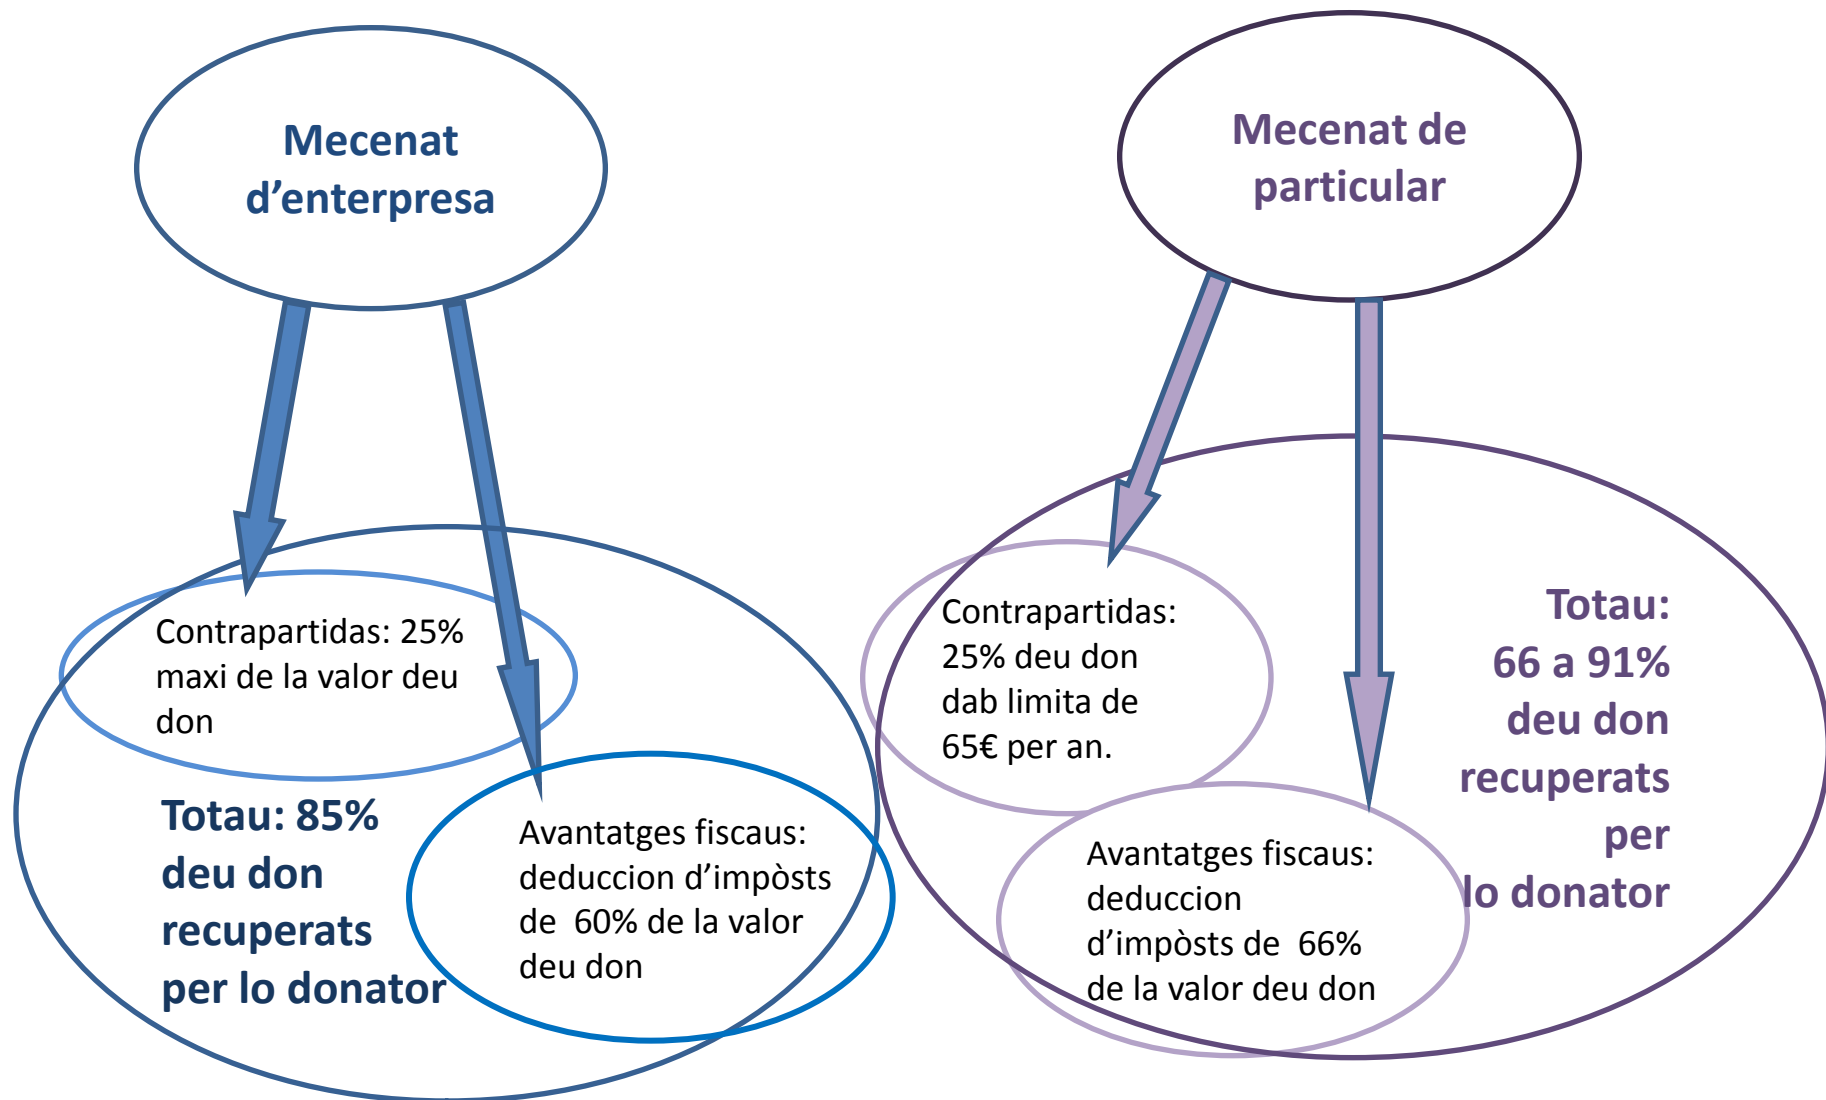 Mecenat
d’enterpresa
Contrapartidas: 25%
maxi de la valor deu
don
Totau: 85%
deu don
recuperats
per lo donator
Avantatges fiscaus:
deduccion d’impòsts
de  60% de la valor
deu don
Mecenat de
particular
Contrapartidas:
25% deu don
dab limita de
65€ per an.
Avantatges fiscaus:
deduccion
d’impòsts de  66%
de la valor deu don
Totau:
66 a 91%
deu don
recuperats
per
lo donator